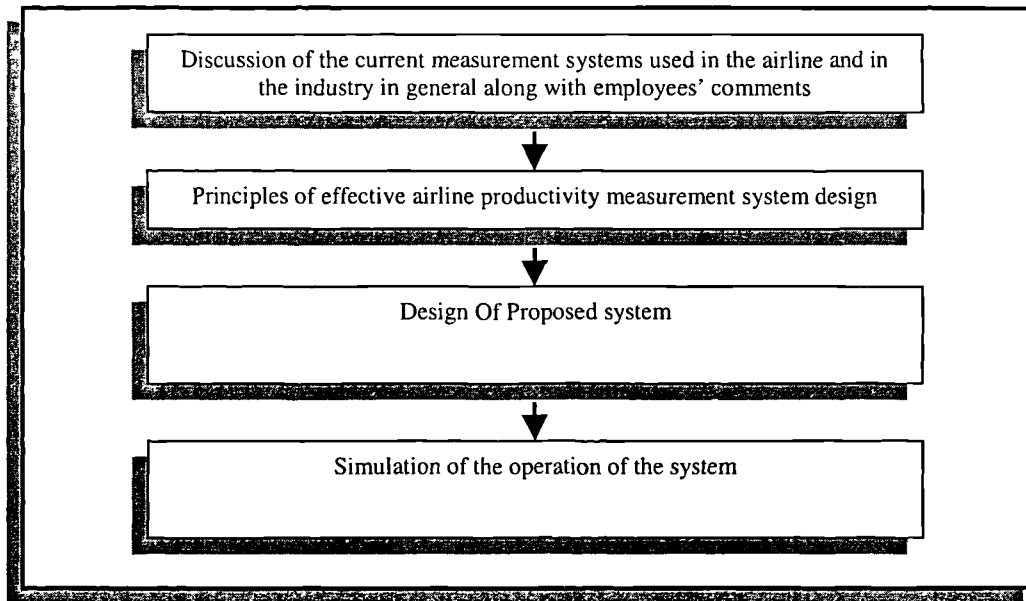 Discussion of the current measurement systems used in the airline and in
the industry in general along with employees' comments
Principles of effective airline productivity measurement system design
Design Of Proposed system
Simulation of the operation of the system